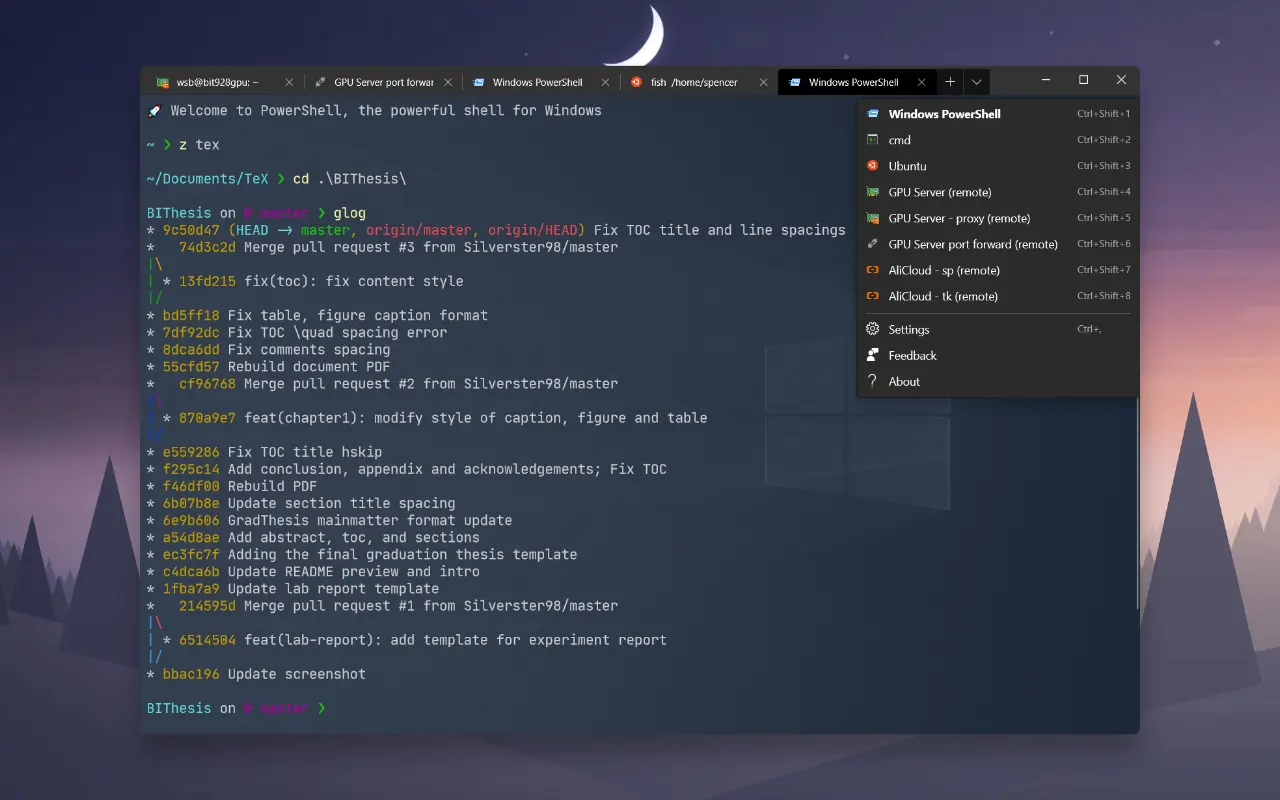 wsb@bit928gpu: ~
GPU Server port forwar
Windows PowerShell
fish /home/spencer
Windows PowerShell
🚀 Welcome to PowerShell, the powerful shell for Windows
~ ❯ z tex
~/Documents/TeX ❯ cd .\BIThesis\
BIThesis on master ❯ glog
* 9c50d47 (HEAD → master, origin/master, origin/HEAD) Fix TOC title and line spacings
* 74d3c2d Merge pull request #3 from Silverster98/master
|\
| * 13fd215 fix(toc): fix content style
|/
* bd5ff18 Fix table, figure caption format
* 7df92dc Fix TOC \quad spacing error
* 8dca6dd Fix comments spacing
* 55cfd57 Rebuild document PDF
* cf96768 Merge pull request #2 from Silverster98/master
|\
| * 870a9e7 feat(chapter1): modify style of caption, figure and table
|/
* e559286 Fix TOC title hskip
* f295c14 Add conclusion, appendix and acknowledgements; Fix TOC
* f46df00 Rebuild PDF
* 6b07b8e Update section title spacing
* 6e9b606 GradThesis mainmatter format update
* a54d8ae Add abstract, toc, and sections
* ec3fc7f Adding the final graduation thesis template
* c4dca6b Update README preview and intro
* 1fba7a9 Update lab report template
* 214595d Merge pull request #1 from Silverster98/master
|\
| * 6514504 feat(lab-report): add template for experiment report
|/
* bbac196 Update screenshot
BIThesis on master ❯
Windows PowerShell Ctrl+Shift+1
cmd Ctrl+Shift+2
Ubuntu Ctrl+Shift+3
GPU Server (remote) Ctrl+Shift+4
GPU Server - proxy (remote) Ctrl+Shift+5
GPU Server port forward (remote) Ctrl+Shift+6
AliCloud - sp (remote) Ctrl+Shift+7
AliCloud - tk (remote) Ctrl+Shift+8
Settings Ctrl+,
Feedback
About